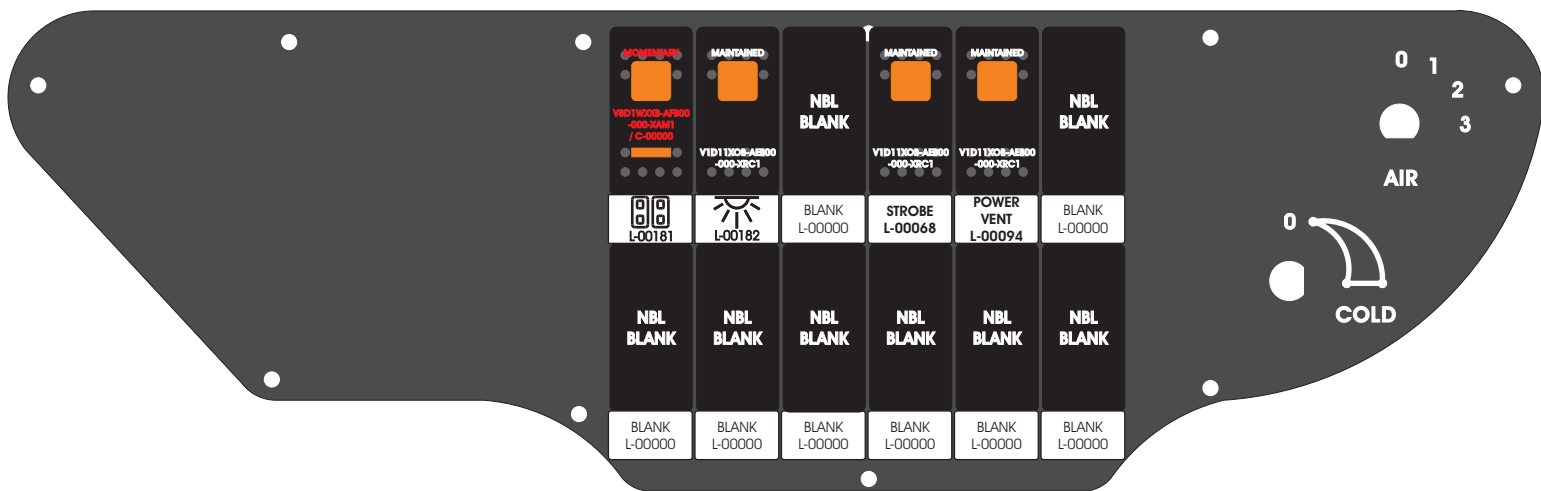 MOMENTARY
V8D1WXXB-AFB00
-000-XAM1
/ C-00000
MAINTAINED
V1D11XOB-AEB00
-000-XRC1
NBL
BLANK
MAINTAINED
V1D11XOB-AEB00
-000-XRC1
MAINTAINED
V1D11XOB-AEB00
-000-XRC1
NBL
BLANK
L-00181
L-00182
BLANK
L-00000
STROBE
L-00068
POWER
VENT
L-00094
BLANK
L-00000
NBL
BLANK
NBL
BLANK
NBL
BLANK
NBL
BLANK
NBL
BLANK
NBL
BLANK
BLANK
L-00000
BLANK
L-00000
BLANK
L-00000
BLANK
L-00000
BLANK
L-00000
BLANK
L-00000
0
1
2
3
AIR
0
COLD